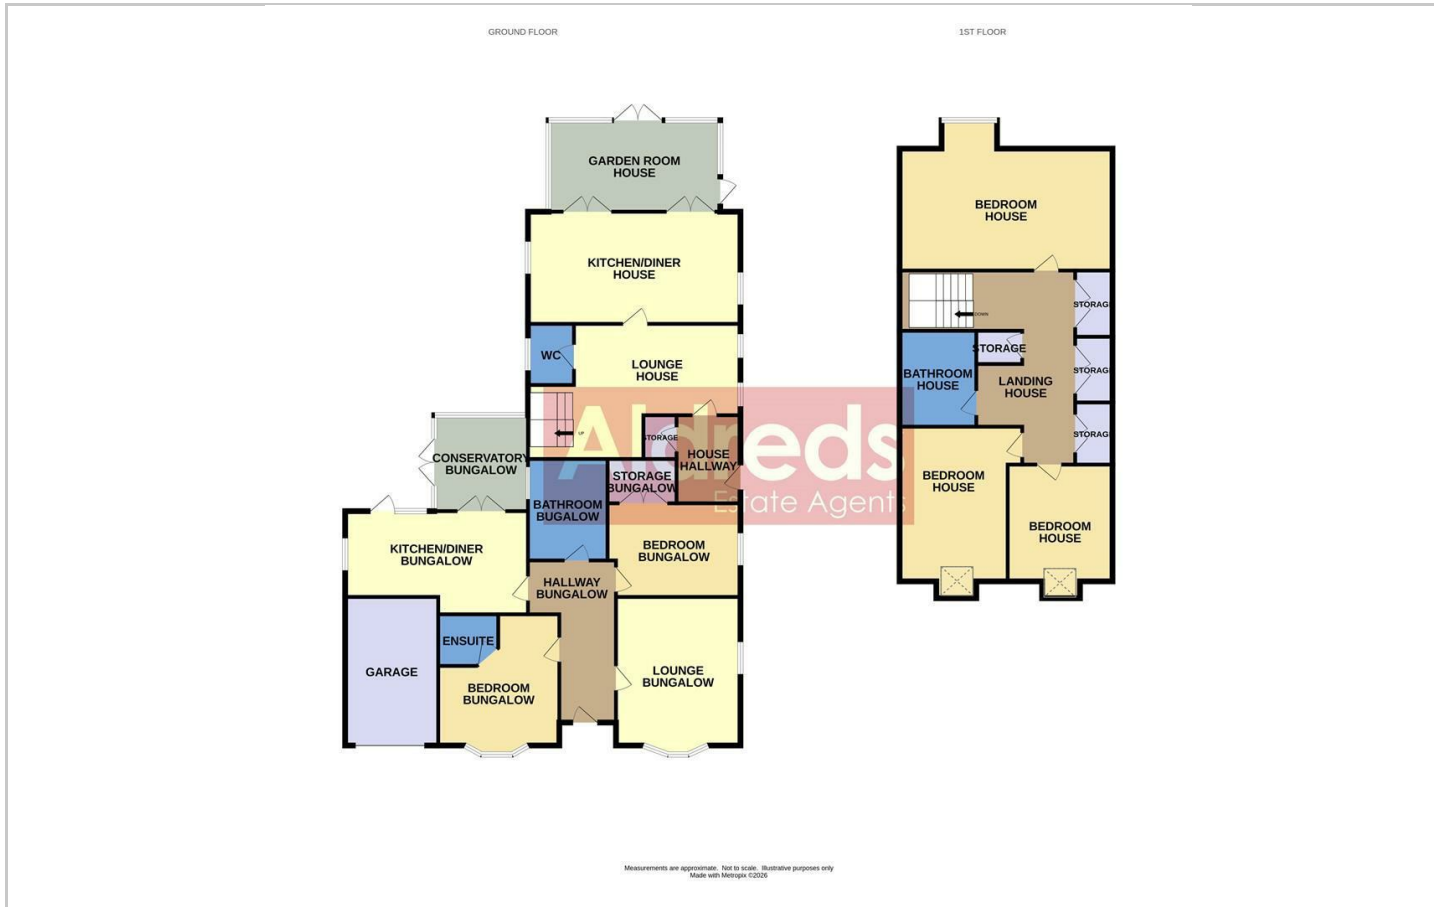 GROUND FLOOR
1ST FLOOR
GARDEN ROOM
HOUSE
KITCHEN/DINER
HOUSE
WC
LOUNGE
HOUSE
UP
STORAGE
HOUSE
HALLWAY
STORAGE
BUNGALOW
CONSERVATORY
BUNGALOW
BATHROOM
BUGALOW
KITCHEN/DINER
BUNGALOW
BEDROOM
BUNGALOW
HALLWAY
BUNGALOW
ENSUITE
GARAGE
BEDROOM
BUNGALOW
LOUNGE
BUNGALOW
Aldreds
Estate Agents
BEDROOM
HOUSE
DOWN
STORAGE
STORAGE
BATHROOM
HOUSE
STORAGE
LANDING
HOUSE
STORAGE
BEDROOM
HOUSE
BEDROOM
HOUSE
Measurements are approximate. Not to scale. Illustrative purposes only
Made with Metropix ©2026